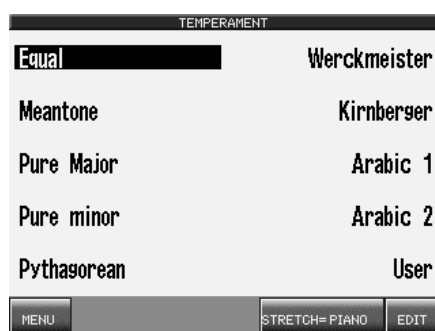 TEMPERAMENT
Equal Werckmeister
Meantone Kirnberger
Pure Major Arabic 1
Pure minor Arabic 2
Pythagorean User
MENU STRETCH= PIANO EDIT